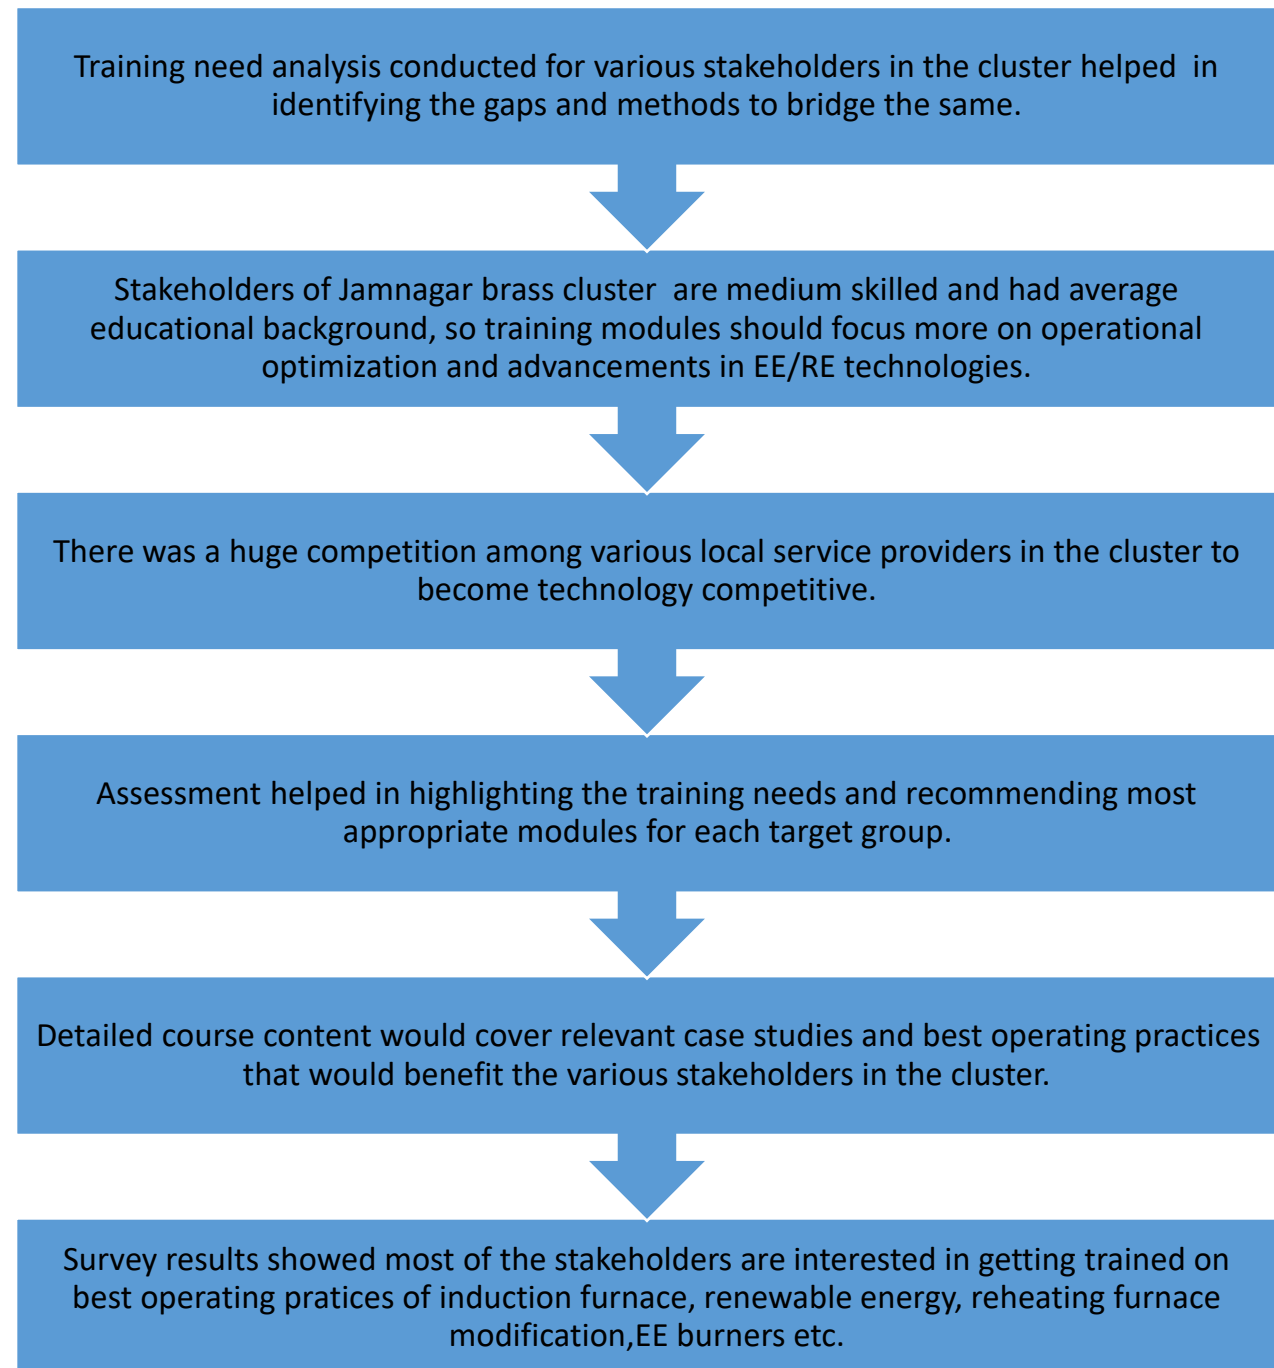 Training need analysis conducted for various stakeholders in the cluster helped  in
identifying the gaps and methods to bridge the same.
Stakeholders of Jamnagar brass cluster  are medium skilled and had average
educational background, so training modules should focus more on operational
optimization and advancements in EE/RE technologies.
There was a huge competition among various local service providers in the cluster to
become technology competitive.
Assessment helped in highlighting the training needs and recommending most
appropriate modules for each target group.
Detailed course content would cover relevant case studies and best operating practices
that would benefit the various stakeholders in the cluster.
Survey results showed most of the stakeholders are interested in getting trained on
best operating pratices of induction furnace, renewable energy, reheating furnace
modification,EE burners etc.